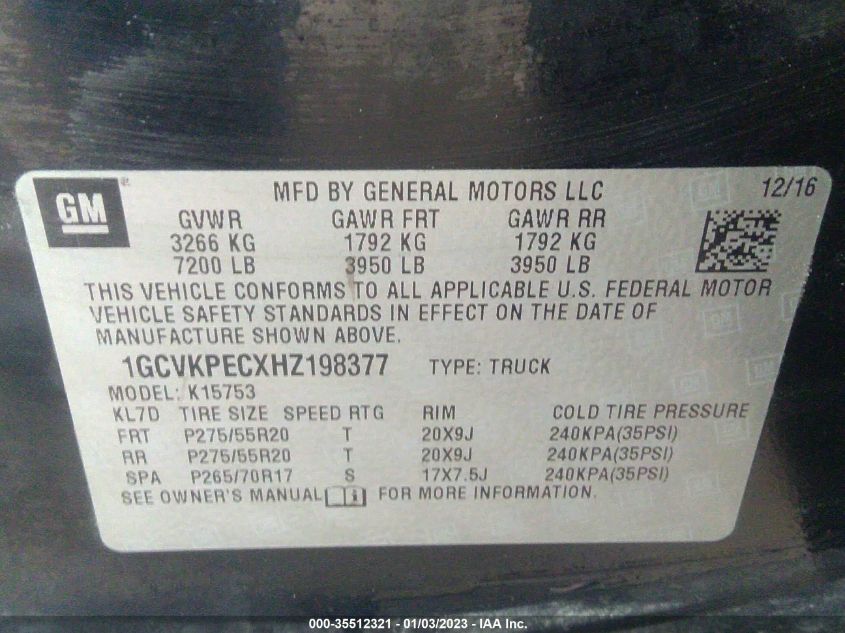 GM
MFD BY GENERAL MOTORS LLC 12/16
GVWR GAWR FRT GAWR RR
3266 KG 1792 KG 1792 KG
7200 LB 3950 LB 3950 LB
THIS VEHICLE CONFORMS TO ALL APPLICABLE U.S. FEDERAL MOTOR
VEHICLE SAFETY STANDARDS IN EFFECT ON THE DATE OF
MANUFACTURE SHOWN ABOVE.
1GCVKPECXHZ198377 TYPE: TRUCK
MODEL: K15753
KL7D TIRE SIZE SPEED RTG RIM COLD TIRE PRESSURE
FRT P275/55R20 T 20X9J 240KPA(35PSI)
RR P275/55R20 T 20X9J 240KPA(35PSI)
SPA P265/70R17 S 17X7.5J 240KPA(35PSI)
SEE OWNER'S MANUAL FOR MORE INFORMATION.
000-35512321 - 01/03/2023 - IAA Inc.